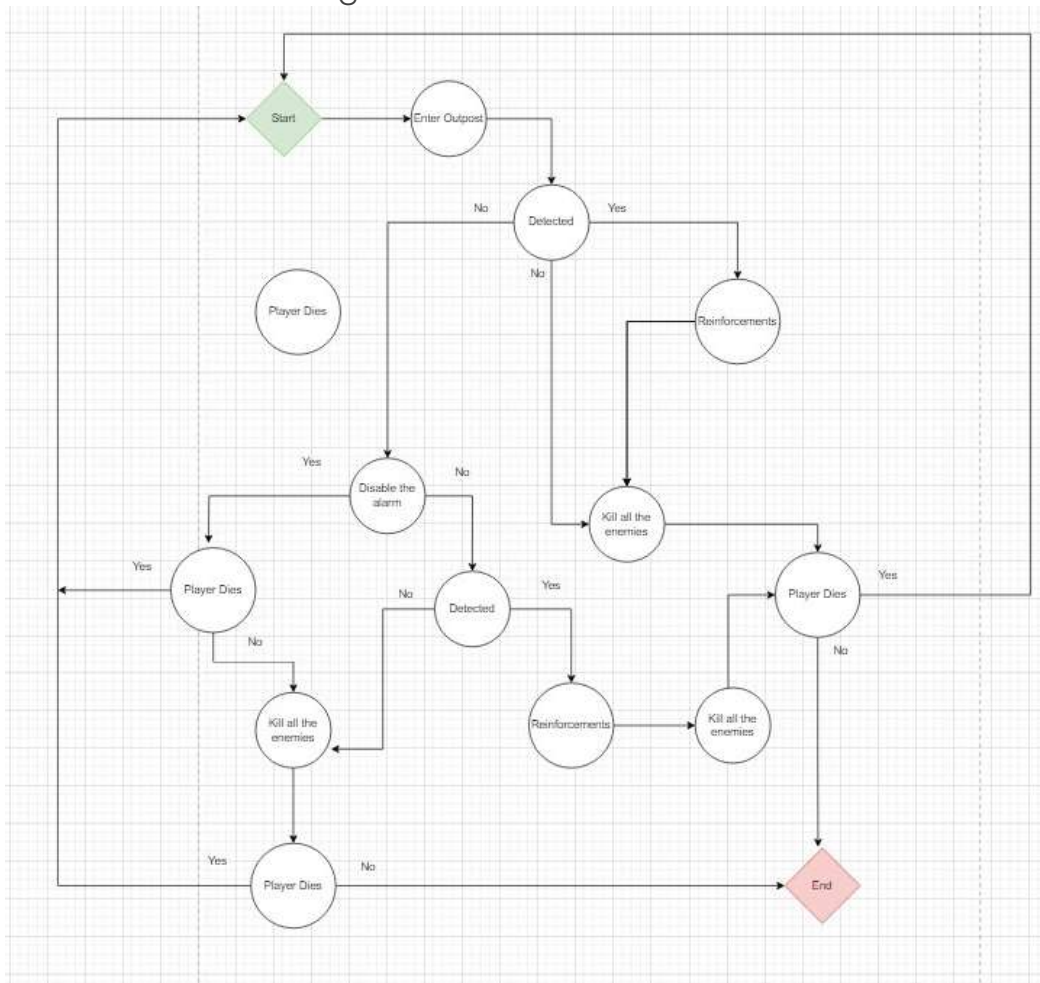 Start
Enter Outpost
No
Detected
Yes
No
Player Dies
Reinforcements
Yes
No
Disable the
alarm
Kill all the
enemies
Yes
Player Dies
No
Detected
Yes
Player Dies
Yes
No
No
Kill all the
enemies
Reinforcements
Kill all the
enemies
Yes
Player Dies
No
End